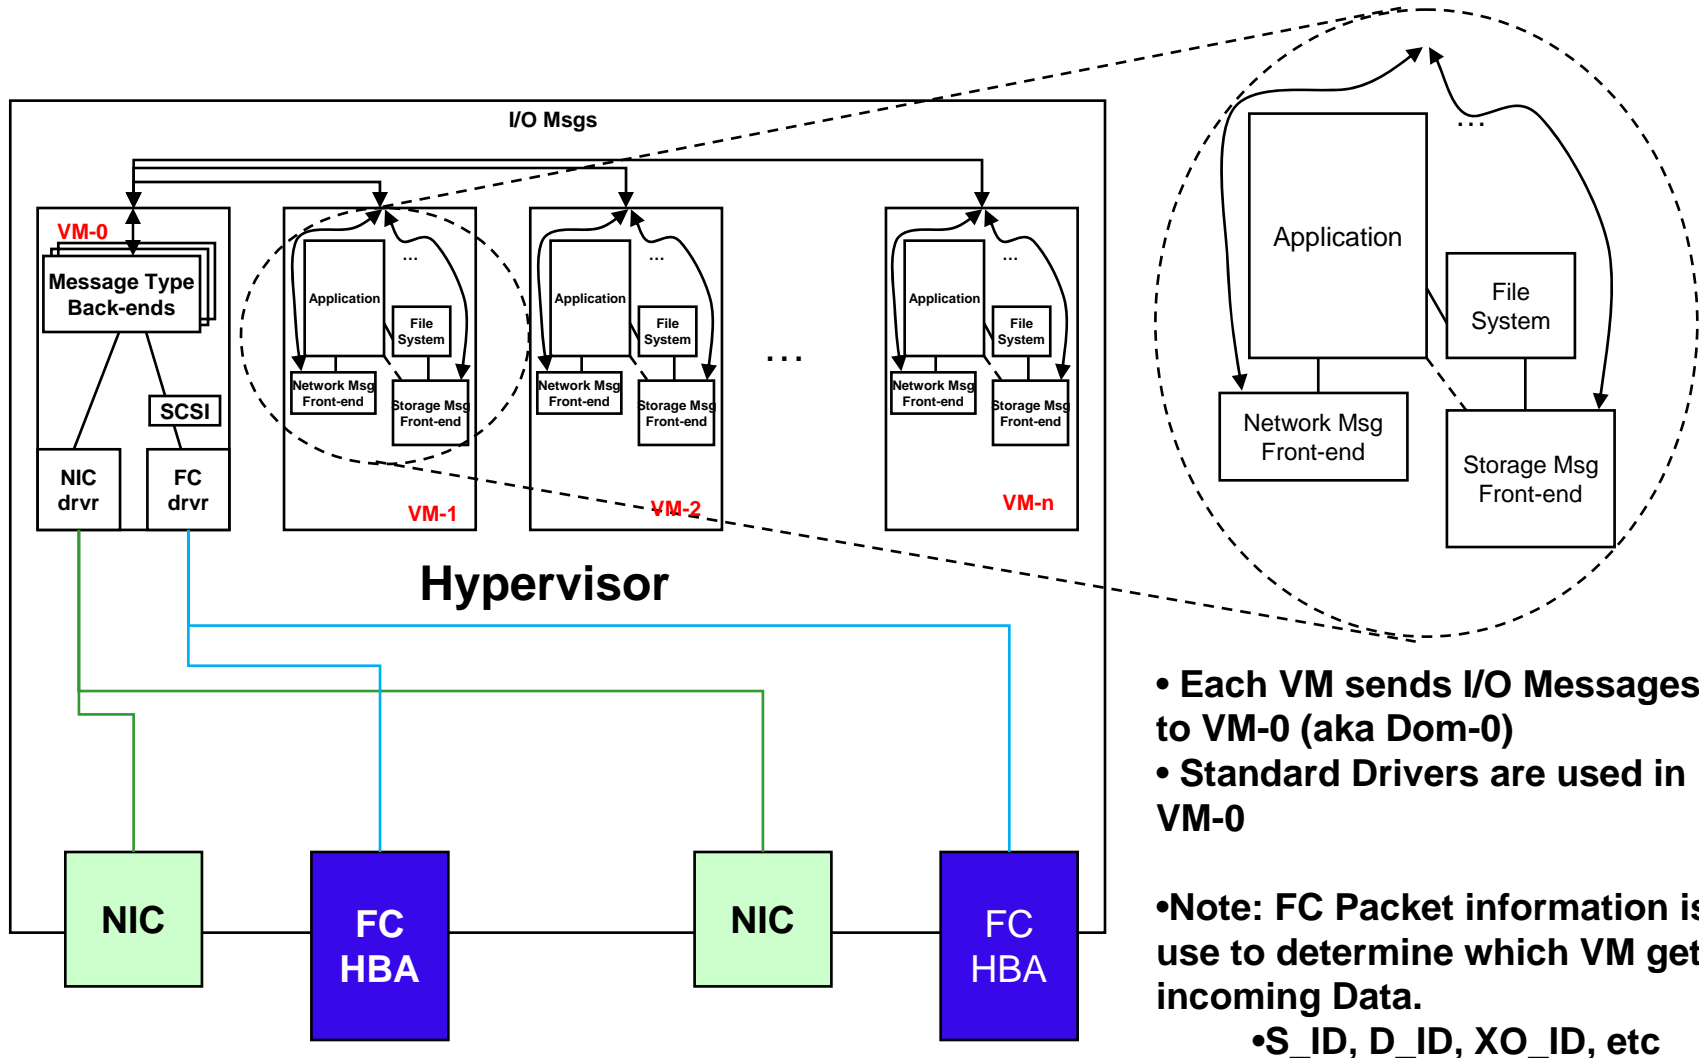 I/O Msgs
VM-0
Message Type
Back-ends
SCSI
NIC
drvr
FC
drvr
...
Application
File
System
Network Msg
Front-end
Storage Msg
Front-end
VM-1
...
Application
File
System
Network Msg
Front-end
Storage Msg
Front-end
VM-2
...
...
Application
File
System
Network Msg
Front-end
Storage Msg
Front-end
VM-n
Hypervisor
NIC
FC
HBA
NIC
FC
HBA
...
Application
File
System
Network Msg
Front-end
Storage Msg
Front-end
• Each VM sends I/O Messages
to VM-0 (aka Dom-0)
• Standard Drivers are used in
VM-0
•Note: FC Packet information is
use to determine which VM get
incoming Data.
•S_ID, D_ID, XO_ID, etc